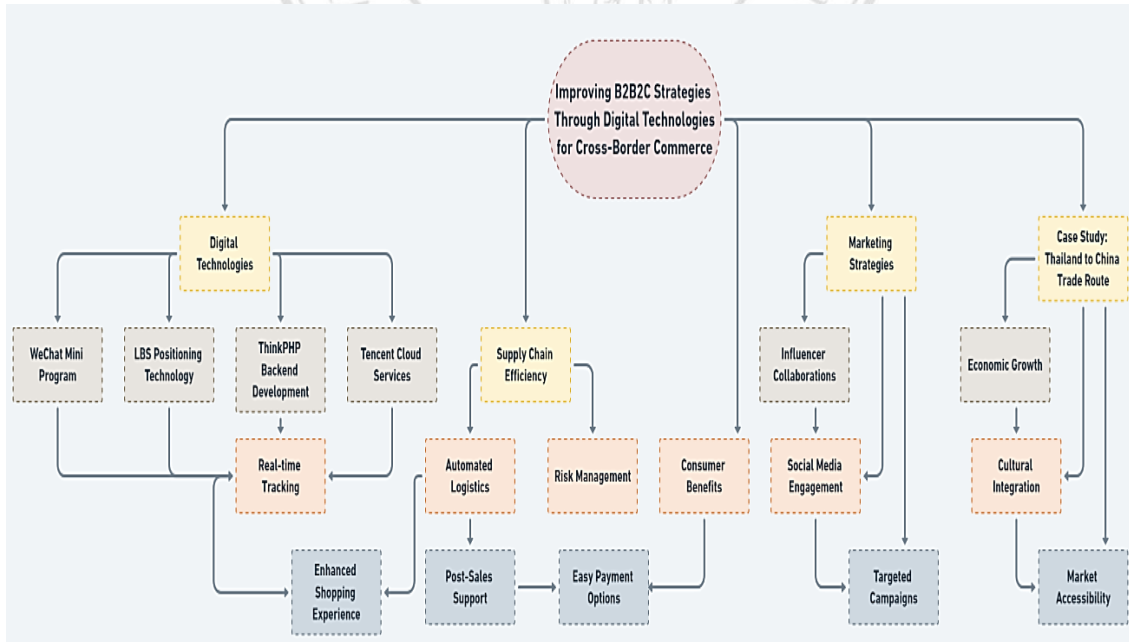 Improving B2B2C Strategies
Through Digital Technologies
for Cross-Border Commerce
Digital
Technologies
Marketing
Strategies
Case Study:
Thailand to China
Trade Route
WeChat Mini
Program
LBS Positioning
Technology
ThinkPHP
Backend
Development
Tencent Cloud
Services
Supply Chain
Efficiency
Influencer
Collaborations
Economic Growth
Real-time
Tracking
Automated
Logistics
Risk Management
Consumer
Benefits
Social Media
Engagement
Cultural
Integration
Enhanced
Shopping
Experience
Post-Sales
Support
Easy Payment
Options
Targeted
Campaigns
Market
Accessibility